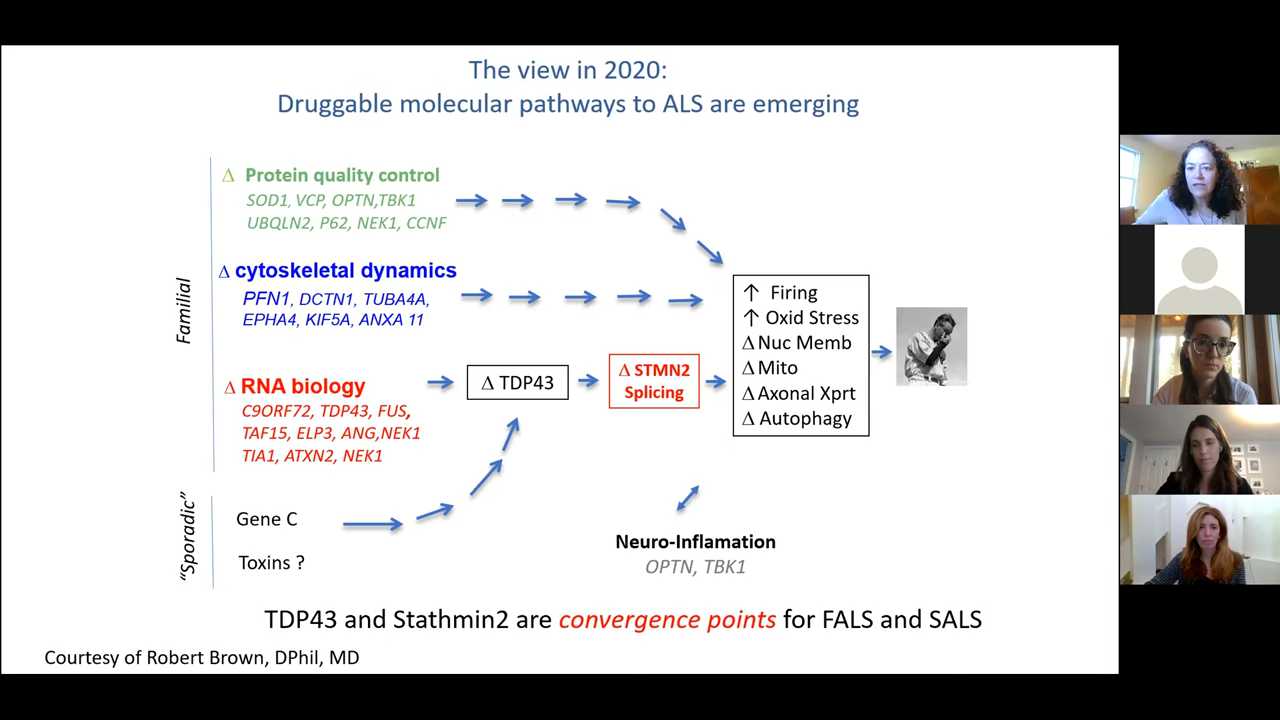 The view in 2020:
Druggable molecular pathways to ALS are emerging
Familial
Δ Protein quality control
SOD1, VCP, OPTN,TBK1
UBQLN2, P62, NEK1, CCNF
Δ cytoskeletal dynamics
PFN1, DCTN1, TUBA4A,
EPHA4, KIF5A, ANXA 11
Δ RNA biology
C9ORF72, TDP43, FUS,
TAF15, ELP3, ANG,NEK1
TIA1, ATXN2, NEK1
Δ TDP43
Δ STMN2
Splicing
↑ Firing
↑ Oxid Stress
Δ Nuc Memb
Δ Mito
Δ Axonal Xprt
Δ Autophagy
"Sporadic"
Gene C
Toxins ?
Neuro-Inflamation
OPTN, TBK1
TDP43 and Stathmin2 are convergence points for FALS and SALS
Courtesy of Robert Brown, DPhil, MD